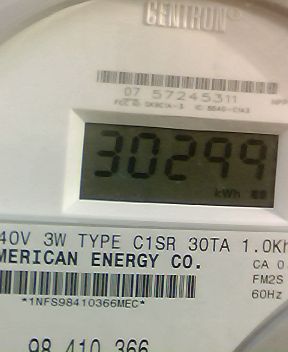 CENTRON®
07 57245311
30299
kWh
40V 3W TYPE C1SR 30TA 1.0Kh
MERICAN ENERGY CO.
CA 0
FM2S
60Hz
*1NFS98410366MEC*
98 410 366